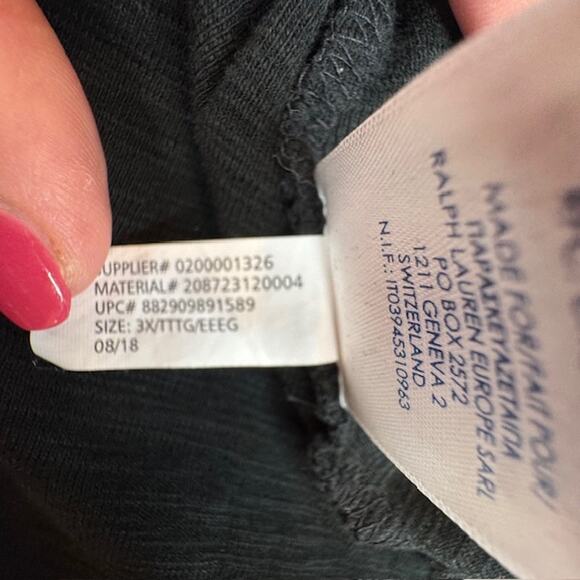 SUPPLIER# 0200001326
MATERIAL# 208723120004
UPC# 882909891589
SIZE: 3X/TTTG/EEEG
08/18
MADE FOR/FAIT POUR/
ΠΑΡΑΣΚΕΥΑΖΕΤΑΙ ΓΙΑ
RALPH LAUREN EUROPE SARL
PO BOX 2572
1211 GENEVA 2
SWITZERLAND
N.I.F.: IT03945310963